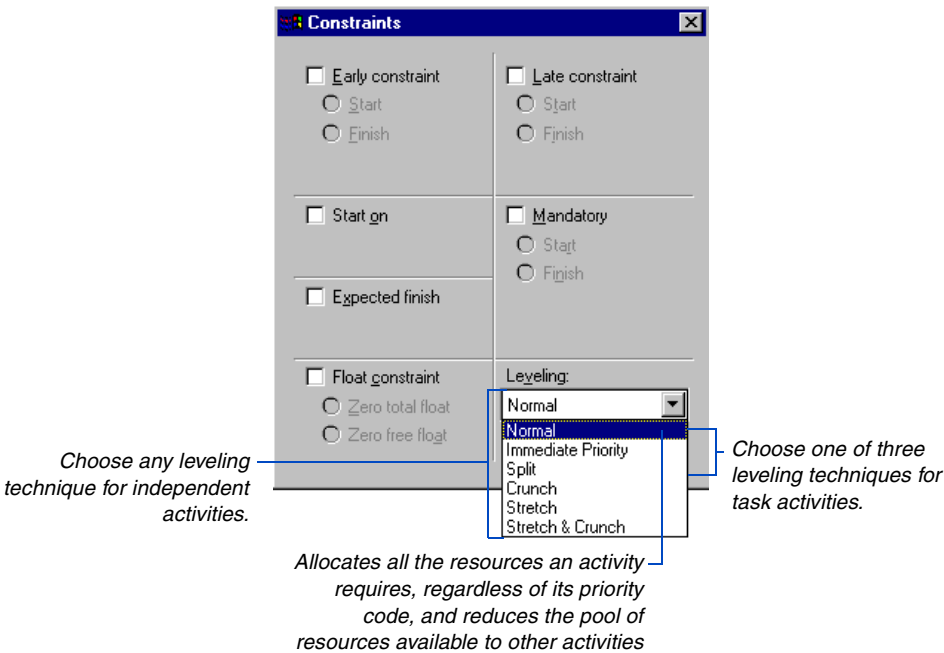 Constraints
Early constraint
Start
Finish
Late constraint
Start
Finish
Start on
Mandatory
Start
Finish
Expected finish
Float constraint
Zero total float
Zero free float
Leveling:
Normal
Normal
Immediate Priority
Split
Crunch
Stretch
Stretch & Crunch
Choose any leveling
technique for independent
activities.
Choose one of three
leveling techniques for
task activities.
Allocates all the resources an activity
requires, regardless of its priority
code, and reduces the pool of
resources available to other activities